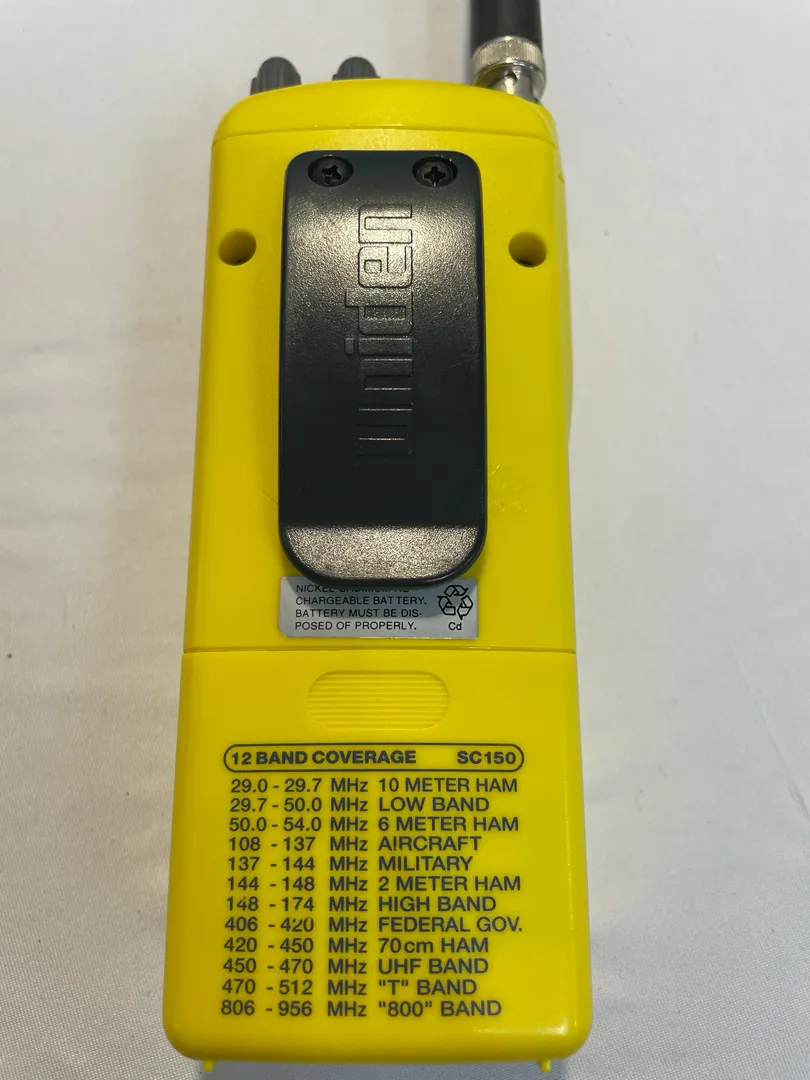 uniden
CHARGEABLE BATTERY.
BATTERY MUST BE DIS-
POSED OF PROPERLY.
Cd
12 BAND COVERAGE SC150
29.0 - 29.7 MHz 10 METER HAM
29.7 - 50.0 MHz LOW BAND
50.0 - 54.0 MHz 6 METER HAM
108 - 137 MHz AIRCRAFT
137 - 144 MHz MILITARY
144 - 148 MHz 2 METER HAM
148 - 174 MHz HIGH BAND
406 - 420 MHz FEDERAL GOV.
420 - 450 MHz 70cm HAM
450 - 470 MHz UHF BAND
470 - 512 MHz "T" BAND
806 - 956 MHz "800" BAND